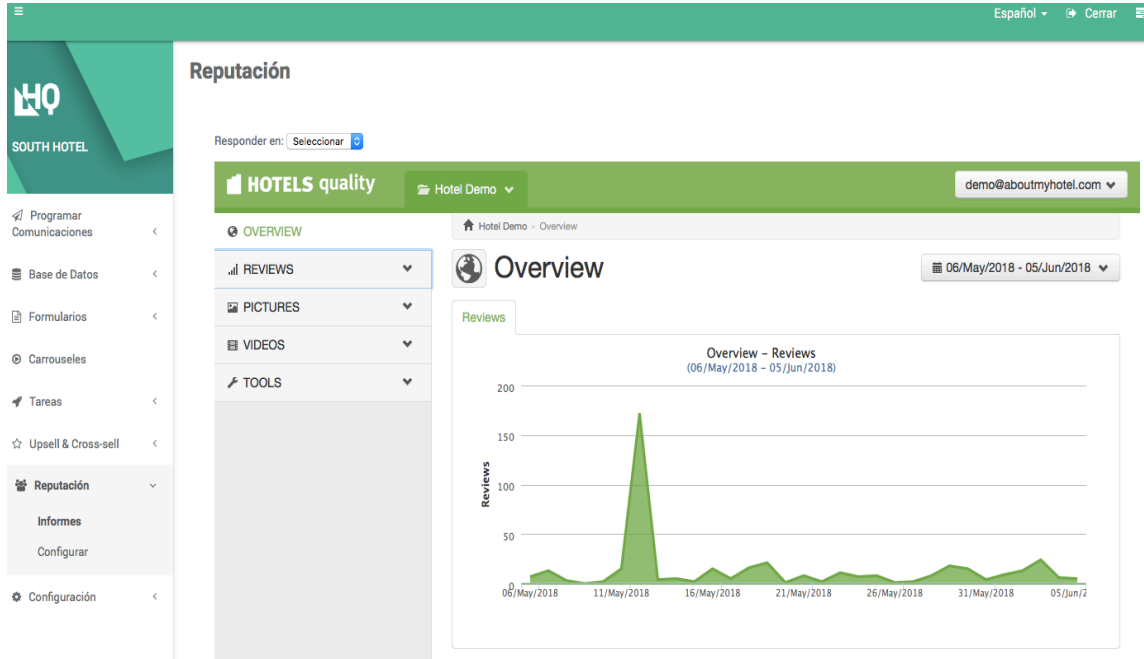 Español
Cerrar
HQ
SOUTH HOTEL
Programar
Comunicaciones
Base de Datos
Formularios
Carrouseles
Tareas
Upsell & Cross-sell
Reputación
Informes
Configurar
Configuración
Reputación
Responder en: Seleccionar
HOTELS quality
Hotel Demo
demo@aboutmyhotel.com
OVERVIEW
REVIEWS
PICTURES
VIDEOS
TOOLS
Hotel Demo » Overview
Overview
06/May/2018 - 05/Jun/2018
Reviews
Overview – Reviews
(06/May/2018 – 05/Jun/2018)
Reviews
200
150
100
50
0
06/May/2018 11/May/2018 16/May/2018 21/May/2018 26/May/2018 31/May/2018 05/Jun/2